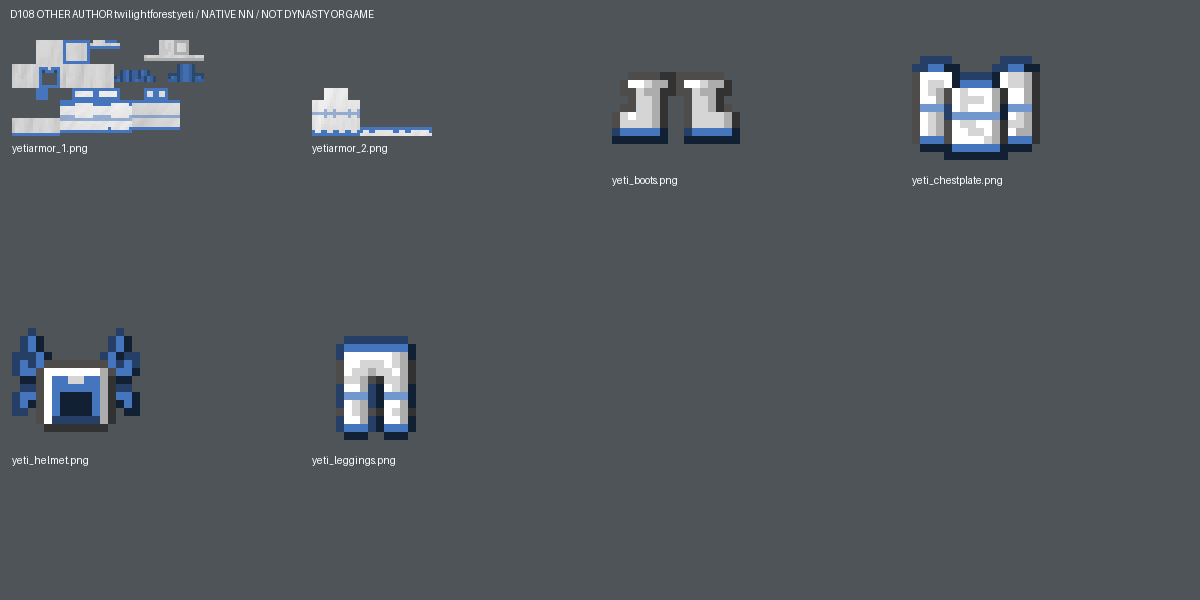 D108 OTHER AUTHOR twilightforest:yeti / NATIVE NN / NOT DYNASTY OR GAME
yetiarmor_1.png
yetiarmor_2.png
yeti_boots.png
yeti_chestplate.png
yeti_helmet.png
yeti_leggings.png